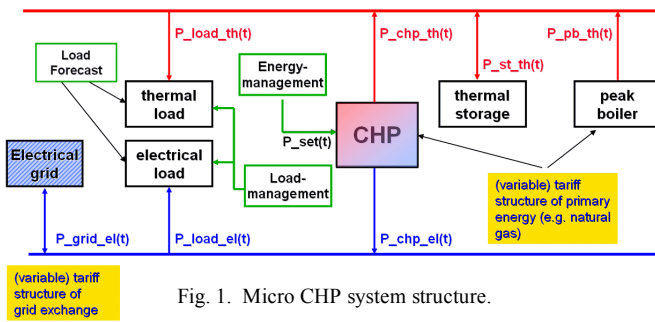 P_load_th(t)
P_chp_th(t)
P_pb_th(t)
P_st_th(t)
Load
Forecast
Energy-
management
thermal
load
CHP
thermal
storage
peak
boiler
P_set(t)
Electrical
grid
electrical
load
Load-
management
(variable) tariff
structure of primary
energy (e.g. natural
gas)
P_grid_el(t)
P_load_el(t)
P_chp_el(t)
(variable) tariff
structure of
grid exchange
Fig. 1. Micro CHP system structure.